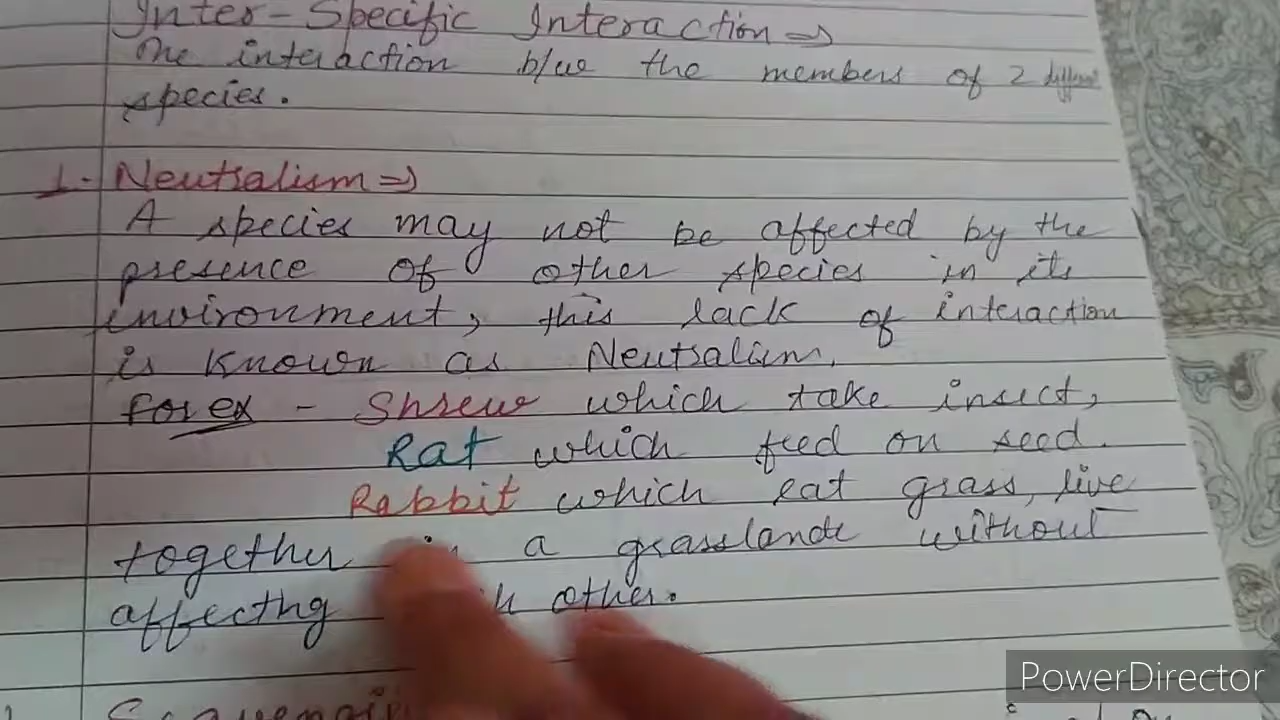 Inter-Specific Interaction ⇒
The interaction b/w the members of 2 different
species.
1. Neutralism ⇒
A species may not be affected by the
presence of other species in its
environment, this lack of interaction
is known as Neutralism.
for ex - Shrew which take insect,
Rat which feed on seed.
Rabbit which eat grass, live
together a grasslande without
affecting other.
PowerDirector